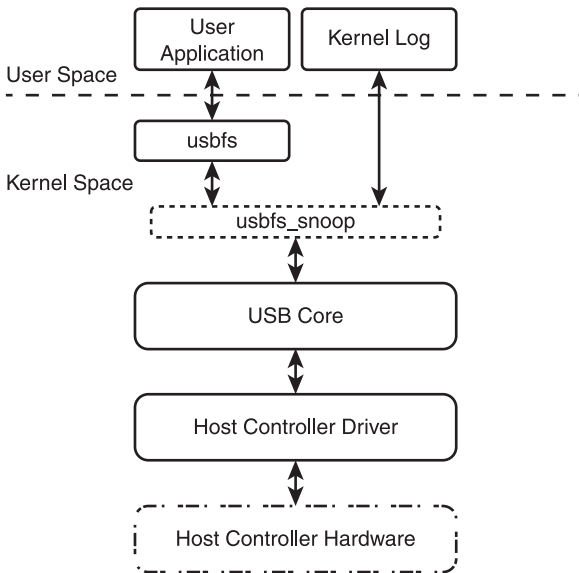 User
Application
Kernel Log
User Space
usbfs
Kernel Space
usbfs_snoop
USB Core
Host Controller Driver
Host Controller Hardware